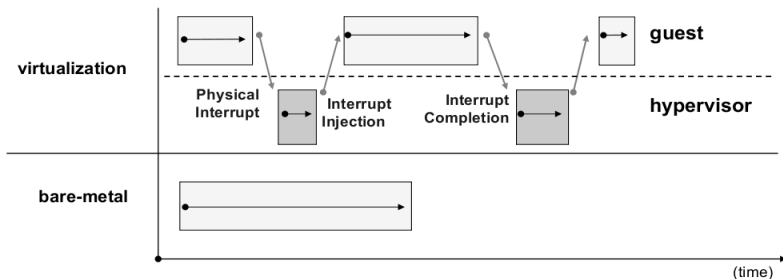 guest
virtualization
Physical
Interrupt
Interrupt
Injection
Interrupt
Completion
hypervisor
bare-metal
(time)